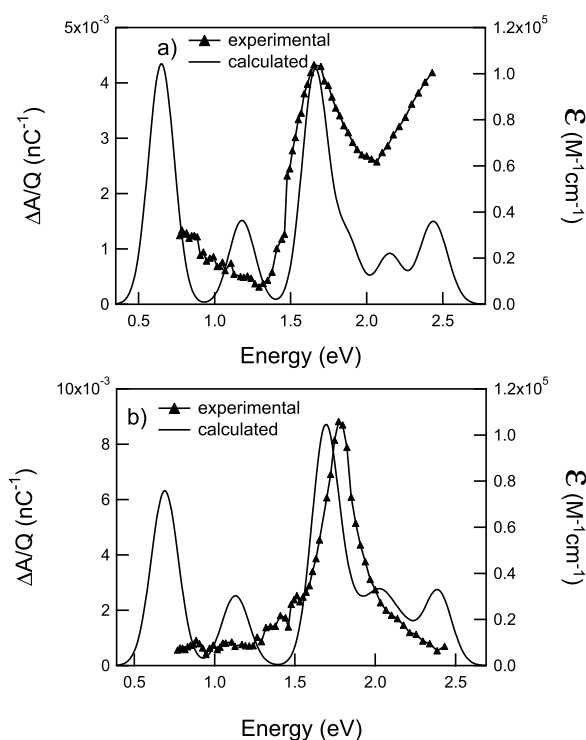 5x10⁻³
1.2x10⁵
a)
experimental
calculated
4
1.0
3
0.8
2
0.6
1
0.4
0
0.2
0.0
ΔA/Q (nC⁻¹)
ε (M⁻¹cm⁻¹)
0.5 1.0 1.5 2.0 2.5
Energy (eV)
10x10⁻³
1.2x10⁵
b)
experimental
calculated
8
1.0
6
0.8
4
0.6
2
0.4
0
0.2
0.0
ΔA/Q (nC⁻¹)
ε (M⁻¹cm⁻¹)
0.5 1.0 1.5 2.0 2.5
Energy (eV)